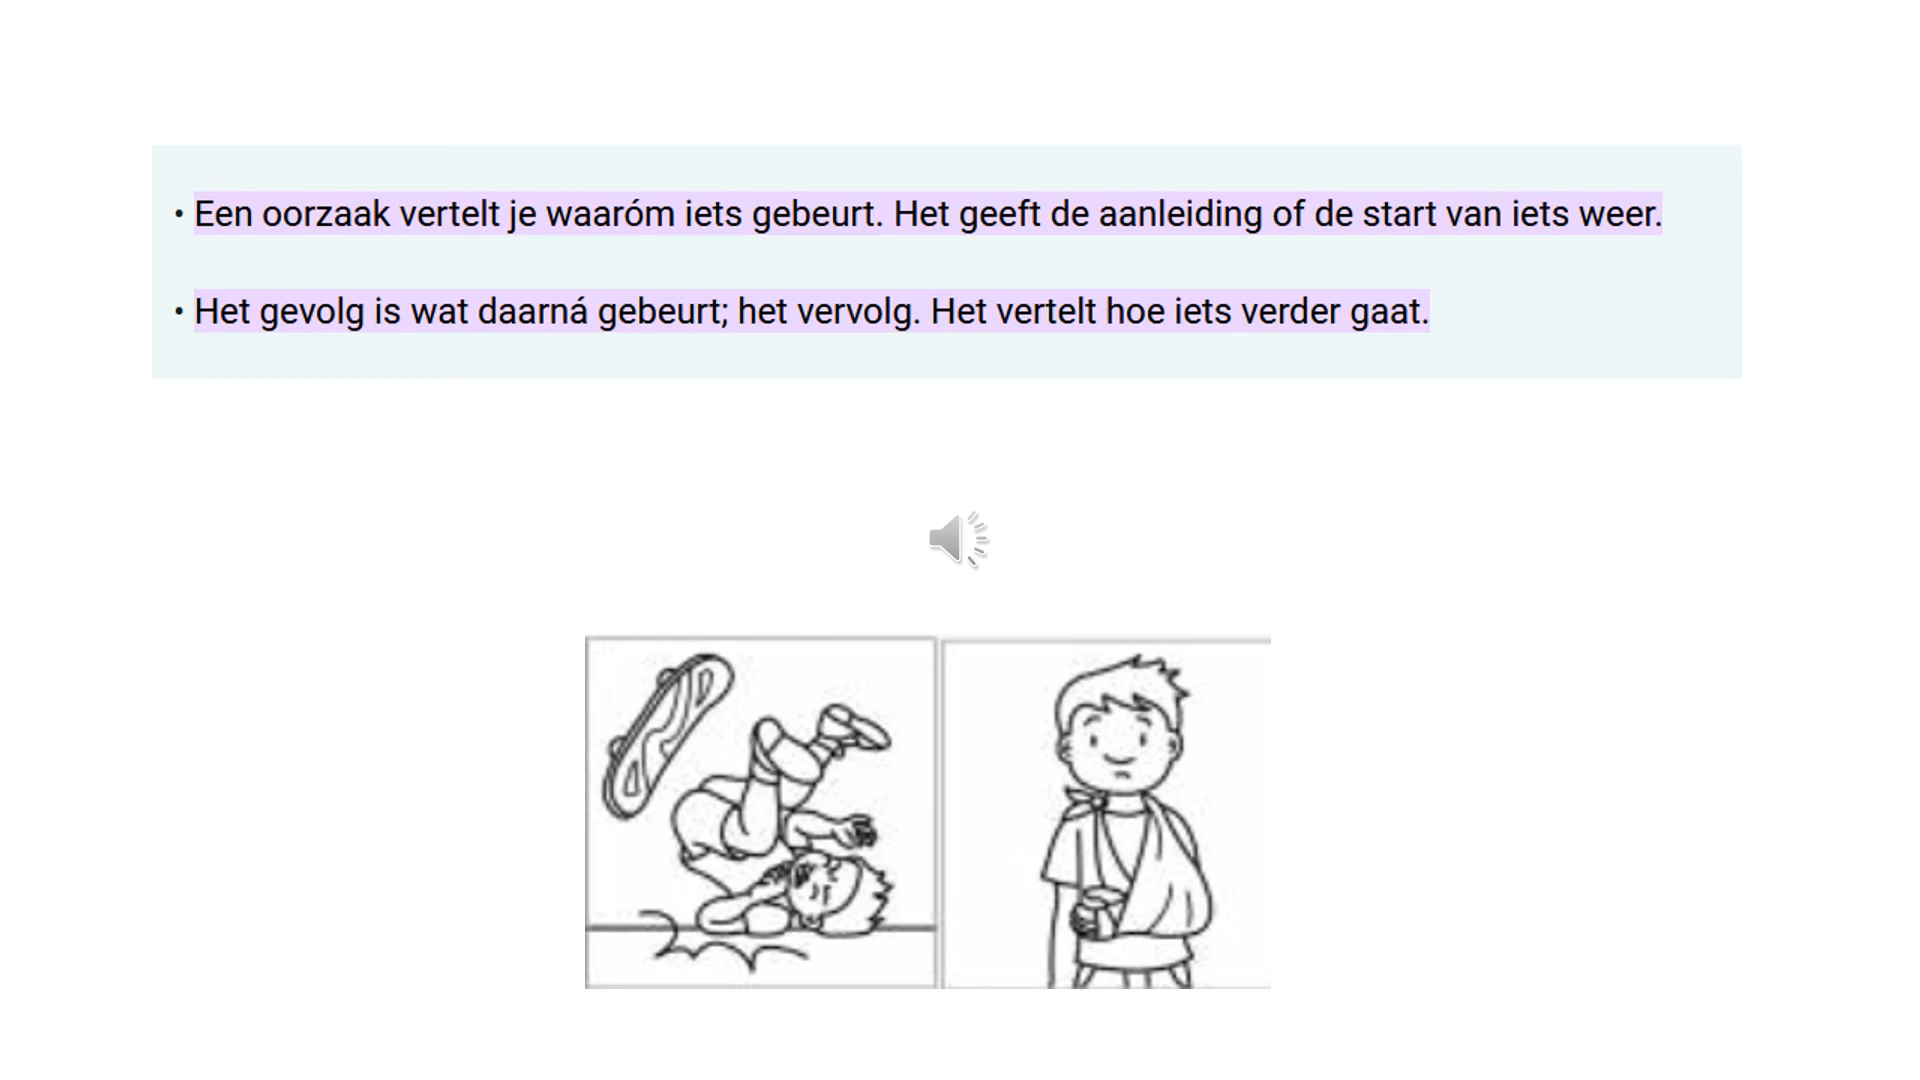 • Een oorzaak vertelt je waaróm iets gebeurt. Het geeft de aanleiding of de start van iets weer.
• Het gevolg is wat daarná gebeurt; het vervolg. Het vertelt hoe iets verder gaat.